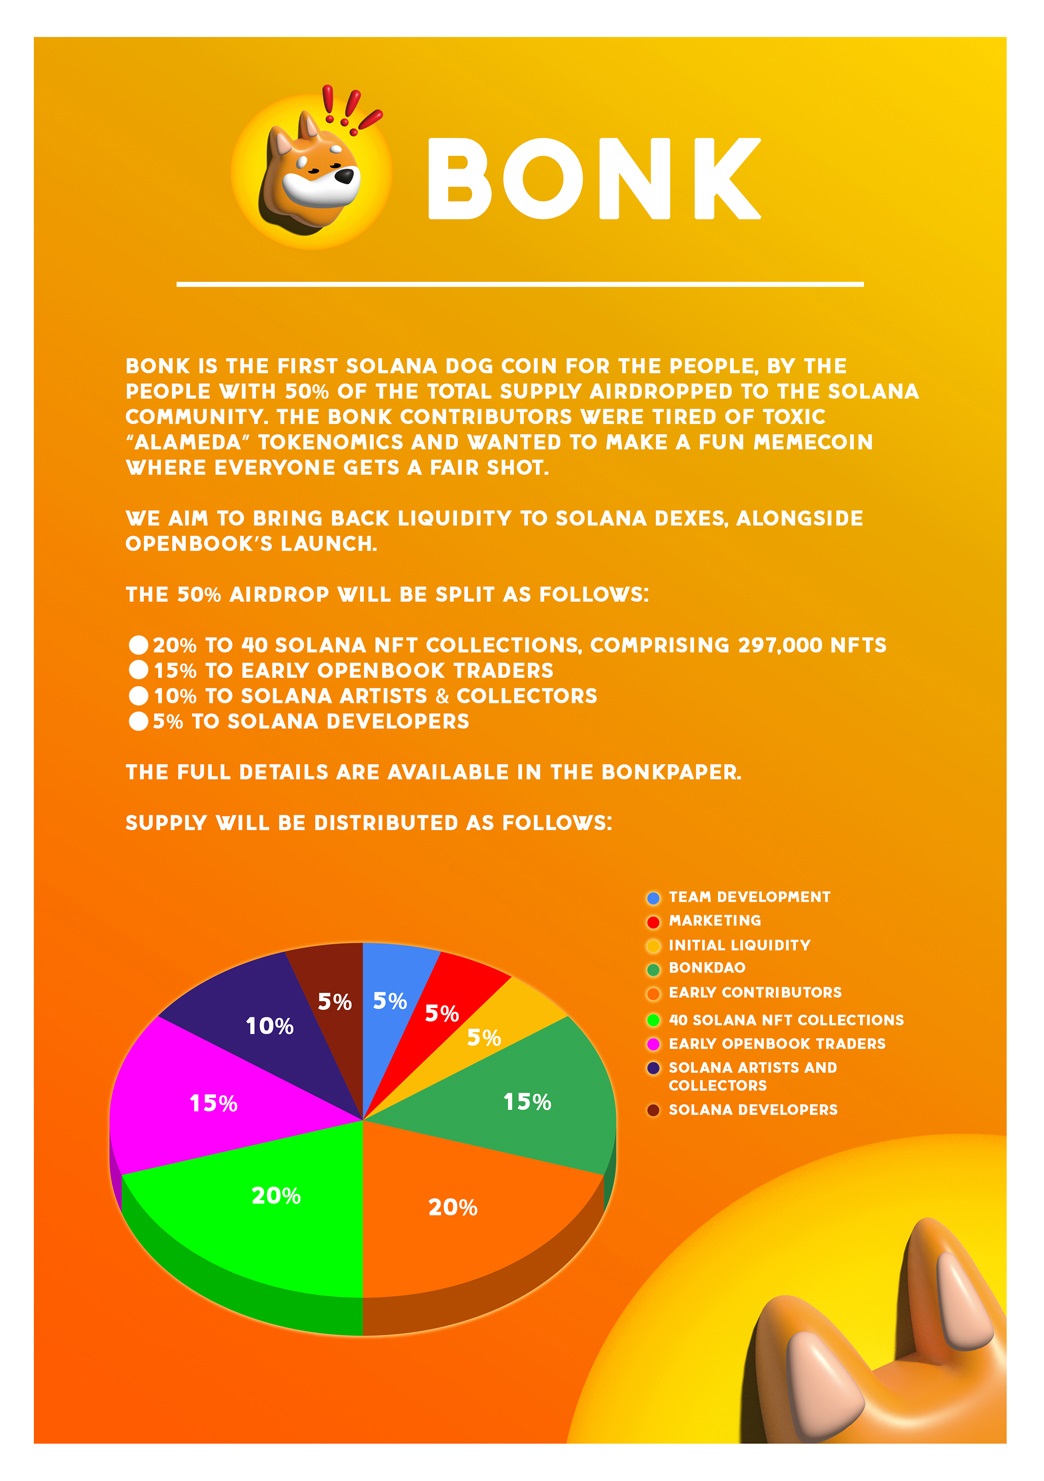 BONK
BONK IS THE FIRST SOLANA DOG COIN FOR THE PEOPLE, BY THE
PEOPLE WITH 50% OF THE TOTAL SUPPLY AIRDROPPED TO THE SOLANA
COMMUNITY. THE BONK CONTRIBUTORS WERE TIRED OF TOXIC
“ALAMEDA” TOKENOMICS AND WANTED TO MAKE A FUN MEMECOIN
WHERE EVERYONE GETS A FAIR SHOT.
WE AIM TO BRING BACK LIQUIDITY TO SOLANA DEXES, ALONGSIDE
OPENBOOK’S LAUNCH.
THE 50% AIRDROP WILL BE SPLIT AS FOLLOWS:
●20% TO 40 SOLANA NFT COLLECTIONS, COMPRISING 297,000 NFTS
●15% TO EARLY OPENBOOK TRADERS
●10% TO SOLANA ARTISTS & COLLECTORS
●5% TO SOLANA DEVELOPERS
THE FULL DETAILS ARE AVAILABLE IN THE BONKPAPER.
SUPPLY WILL BE DISTRIBUTED AS FOLLOWS:
TEAM DEVELOPMENT
MARKETING
INITIAL LIQUIDITY
BONKDAO
EARLY CONTRIBUTORS
40 SOLANA NFT COLLECTIONS
EARLY OPENBOOK TRADERS
SOLANA ARTISTS AND
COLLECTORS
SOLANA DEVELOPERS
5%
5%
5%
15%
20%
20%
15%
10%
5%